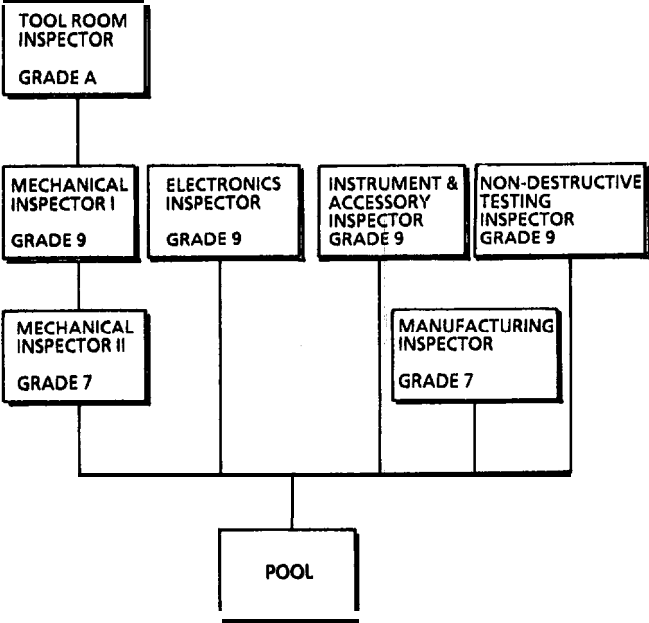 TOOL ROOM
INSPECTOR
GRADE A
MECHANICAL
INSPECTOR I
GRADE 9
ELECTRONICS
INSPECTOR
GRADE 9
INSTRUMENT &
ACCESSORY
INSPECTOR
GRADE 9
NON-DESTRUCTIVE
TESTING
INSPECTOR
GRADE 9
MECHANICAL
INSPECTOR II
GRADE 7
MANUFACTURING
INSPECTOR
GRADE 7
POOL